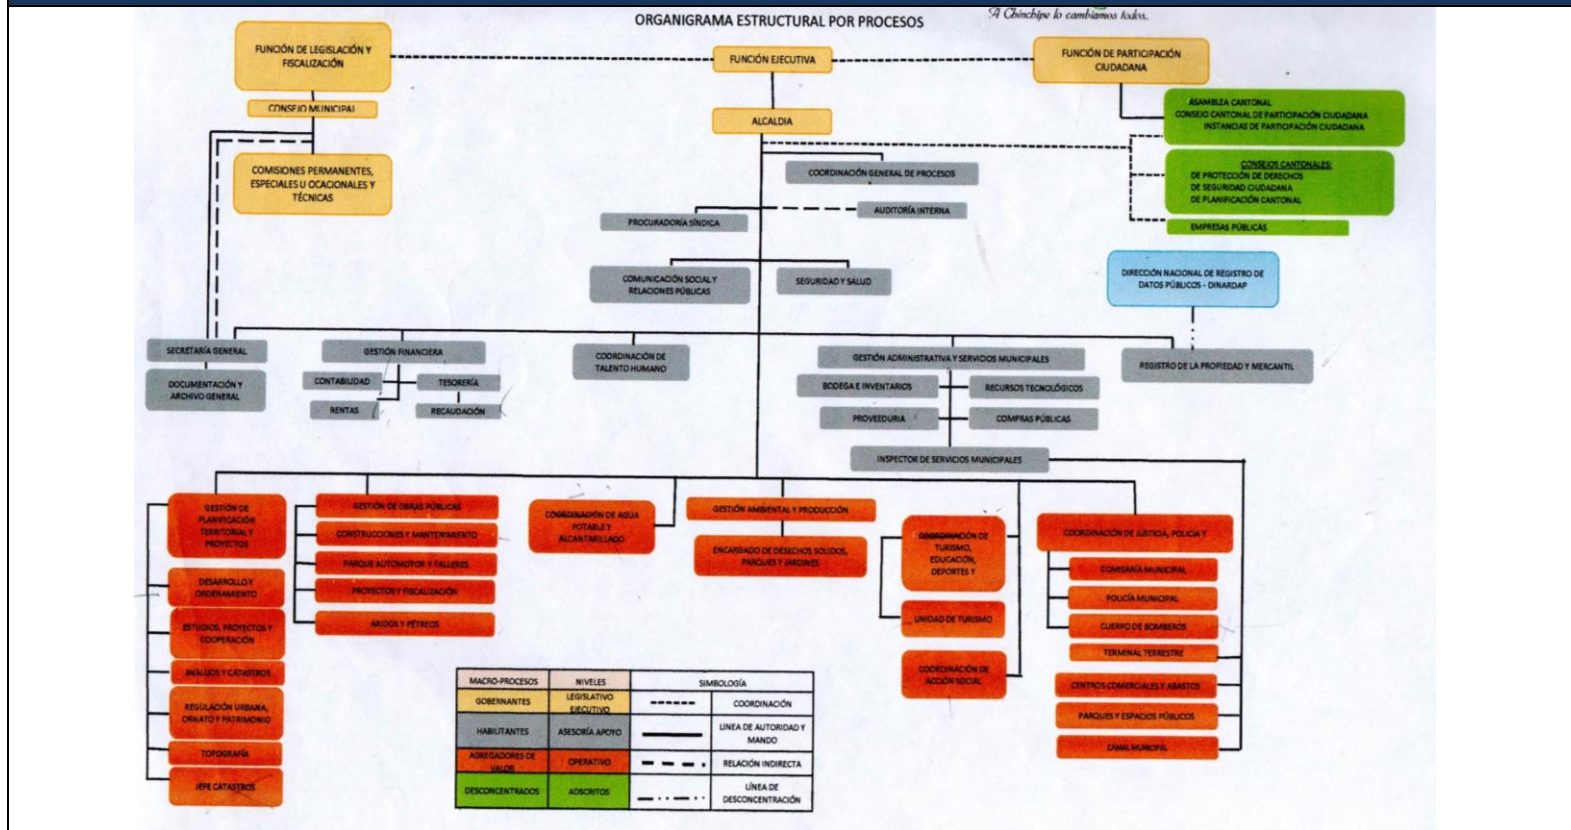 A Chinchipe lo cambiamos todos.
ORGANIGRAMA ESTRUCTURAL POR PROCESOS
FUNCIÓN DE LEGISLACIÓN Y
FISCALIZACIÓN
FUNCIÓN EJECUTIVA
FUNCIÓN DE PARTICIPACIÓN
CIUDADANA
CONSEJO MUNICIPAL
ALCALDIA
ASAMBLEA CANTONAL
CONSEJO CANTONAL DE PARTICIPACIÓN CIUDADANA
INSTANCIAS DE PARTICIPACIÓN CIUDADANA
COMISIONES PERMANENTES,
ESPECIALES U OCACIONALES Y
TÉCNICAS
COORDINACIÓN GENERAL DE PROCESOS
CONSEJOS CANTONALES:
DE PROTECCIÓN DE DERECHOS
DE SEGURIDAD CIUDADANA
DE PLANIFICACIÓN CANTONAL
PROCURADORÍA SÍNDICA
AUDITORÍA INTERNA
EMPRESAS PÚBLICAS
COMUNICACIÓN SOCIAL Y
RELACIONES PÚBLICAS
SEGURIDAD Y SALUD
DIRECCIÓN NACIONAL DE REGISTRO DE
DATOS PÚBLICOS - DINARDAP
SECRETARÍA GENERAL
DOCUMENTACIÓN Y
ARCHIVO GENERAL
GESTIÓN FINANCIERA
CONTABILIDAD
TESORERÍA
RENTAS
RECAUDACIÓN
COORDINACIÓN DE
TALENTO HUMANO
GESTIÓN ADMINISTRATIVA Y SERVICIOS MUNICIPALES
BODEGA E INVENTARIOS
RECURSOS TECNOLÓGICOS
PROVEEDURIA
COMPRAS PÚBLICAS
INSPECTOR DE SERVICIOS MUNICIPALES
REGISTRO DE LA PROPIEDAD Y MERCANTIL
GESTIÓN DE
PLANIFICACIÓN
TERRITORIAL Y
PROYECTOS
DESARROLLO Y
ORDENAMIENTO
ESTUDIOS, PROYECTOS Y
COOPERACIÓN
AVALUOS Y CATASTROS
REGULACIÓN URBANA,
ORNATO Y PATRIMONIO
TOPOGRAFÍA
JEFE CATASTROS
GESTIÓN DE OBRAS PÚBLICAS
CONSTRUCCIONES Y MANTENIMIENTO
PARQUE AUTOMOTOR Y TALLERES
PROYECTOS Y FISCALIZACIÓN
ARIDOS Y PÉTREOS
COORDINACIÓN DE AGUA
POTABLE Y
ALCANTARILLADO
GESTIÓN AMBIENTAL Y PRODUCCIÓN
ENCARGADO DE DESECHOS SOLIDOS,
PARQUES Y JARDINES
COORDINACIÓN DE
TURISMO,
EDUCACIÓN,
DEPORTES Y
UNIDAD DE TURISMO
COORDINACIÓN DE
ACCIÓN SOCIAL
COORDINACIÓN DE JUSTICIA, POLICIA Y
COMISARÍA MUNICIPAL
POLICÍA MUNICIPAL
CUERPO DE BOMBEROS
TERMINAL TERRESTRE
CENTROS COMERCIALES Y ABASTOS
PARQUES Y ESPACIOS PÚBLICOS
CAMAL MUNICIPAL
MACRO-PROCESOS NIVELES SIMBOLOGÍA
GOBERNANTES
LEGISLATIVO
EJECUTIVO
COORDINACIÓN
HABILITANTES
ASESORÍA APOYO
LINEA DE AUTORIDAD Y
MANDO
AGREGADORES DE
VALOR
OPERATIVO
RELACIÓN INDIRECTA
DESCONCENTRADOS
ADSCRITOS
LÍNEA DE
DESCONCENTRACIÓN